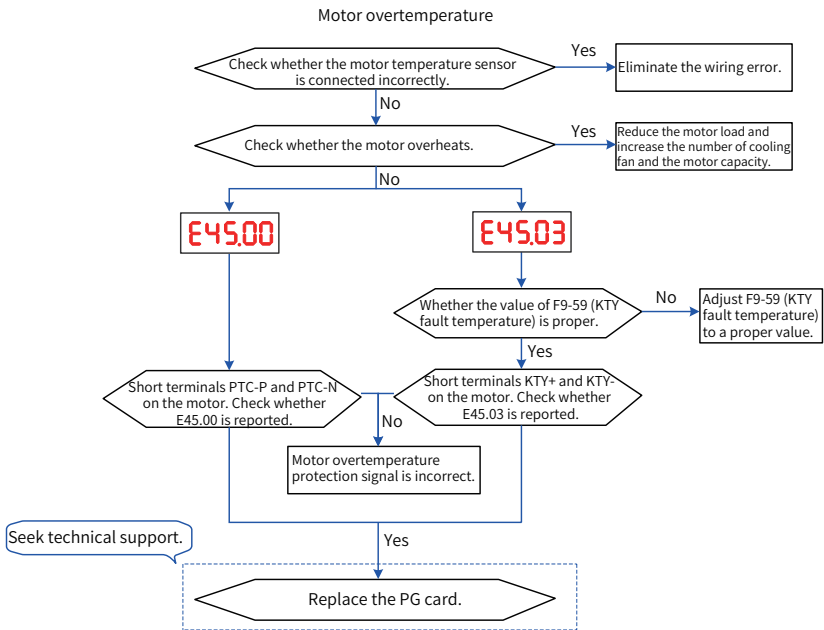 Motor overtemperature
Check whether the motor temperature sensor
is connected incorrectly.
Yes
Eliminate the wiring error.
No
Check whether the motor overheats.
Yes
Reduce the motor load and
increase the number of cooling
fan and the motor capacity.
No
E45.00
E45.03
Whether the value of F9-59 (KTY
fault temperature) is proper.
No
Adjust F9-59 (KTY
fault temperature)
to a proper value.
Yes
Short terminals PTC-P and PTC-N
on the motor. Check whether
E45.00 is reported.
Short terminals KTY+ and KTY-
on the motor. Check whether
E45.03 is reported.
No
Motor overtemperature
protection signal is incorrect.
Seek technical support.
Yes
Replace the PG card.